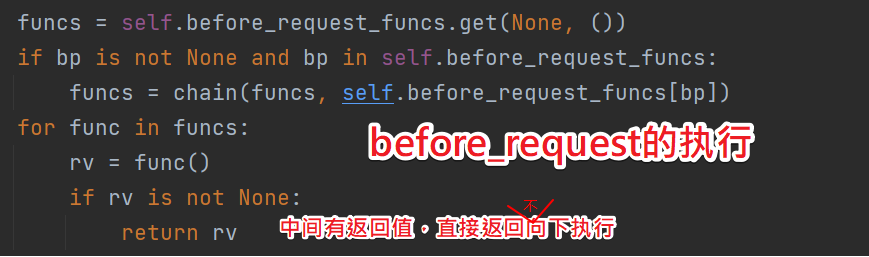 funcs = self.before_request_funcs.get(None, ())
if bp is not None and bp in self.before_request_funcs:
    funcs = chain(funcs, self.before_request_funcs[bp])
for func in funcs:
before_request的执行
    rv = func()
    if rv is not None:
不
        return rv
中间有返回值，直接返回向下执行